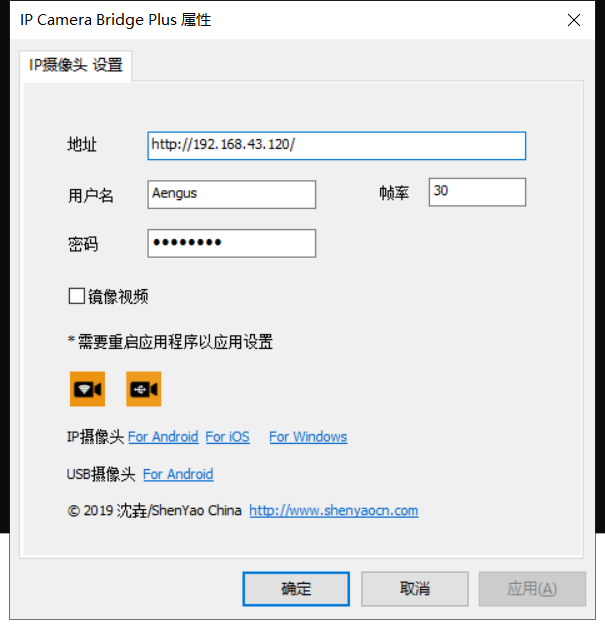 IP Camera Bridge Plus 属性
IP摄像头 设置
地址 http://192.168.43.120/
用户名 Aengus 帧率 30
密码 ●●●●●●●●
镜像视频
*需要重启应用程序以应用设置
IP摄像头 For Android For iOS For Windows
USB摄像头 For Android
© 2019 沈垚/ShenYao China http://www.shenyaocn.com
确定 取消 应用(A)